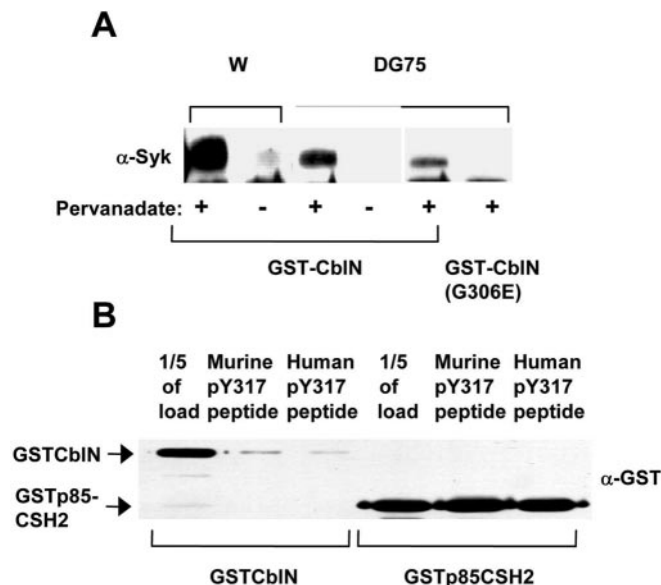 A
W DG75
α-Syk
Pervanadate: + - + - + +
GST-CblN GST-CblN
(G306E)
B
1/5 Murine Human 1/5 Murine Human
of pY317 pY317 of pY317 pY317
load peptide peptide load peptide peptide
GSTCblN
α-GST
GSTp85-
CSH2
GSTCblN GSTp85CSH2